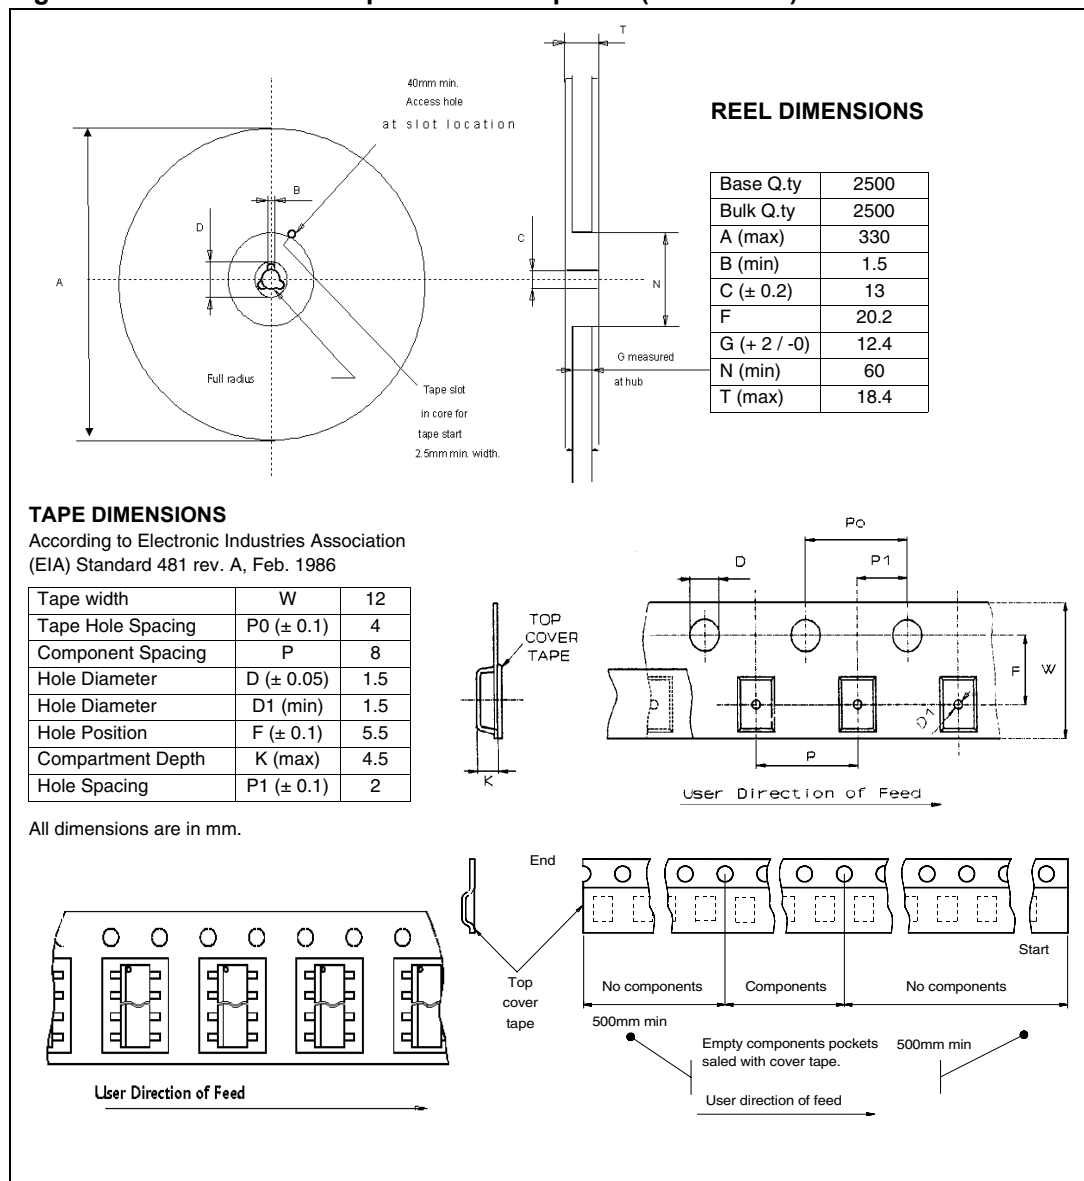 T
40mm min.
Access hole
at slot location
REEL DIMENSIONS
B
D
C
A
N
Base Q.ty 2500
Bulk Q.ty 2500
A (max) 330
B (min) 1.5
C (± 0.2) 13
F 20.2
G (+ 2 / -0) 12.4
N (min) 60
T (max) 18.4
G measured
at hub
Full radius
Tape slot
in core for
tape start
2.5mm min. width.
TAPE DIMENSIONS
According to Electronic Industries Association
(EIA) Standard 481 rev. A, Feb. 1986
Tape width W 12
Tape Hole Spacing P0 (± 0.1) 4
Component Spacing P 8
Hole Diameter D (± 0.05) 1.5
Hole Diameter D1 (min) 1.5
Hole Position F (± 0.1) 5.5
Compartment Depth K (max) 4.5
Hole Spacing P1 (± 0.1) 2
All dimensions are in mm.
Po
D
P1
TOP
COVER
TAPE
F
W
D1
P
K
User Direction of Feed
End
Start
Top
cover
tape
No components
Components
No components
500mm min
Empty components pockets
saled with cover tape.
500mm min
User direction of feed
User Direction of Feed